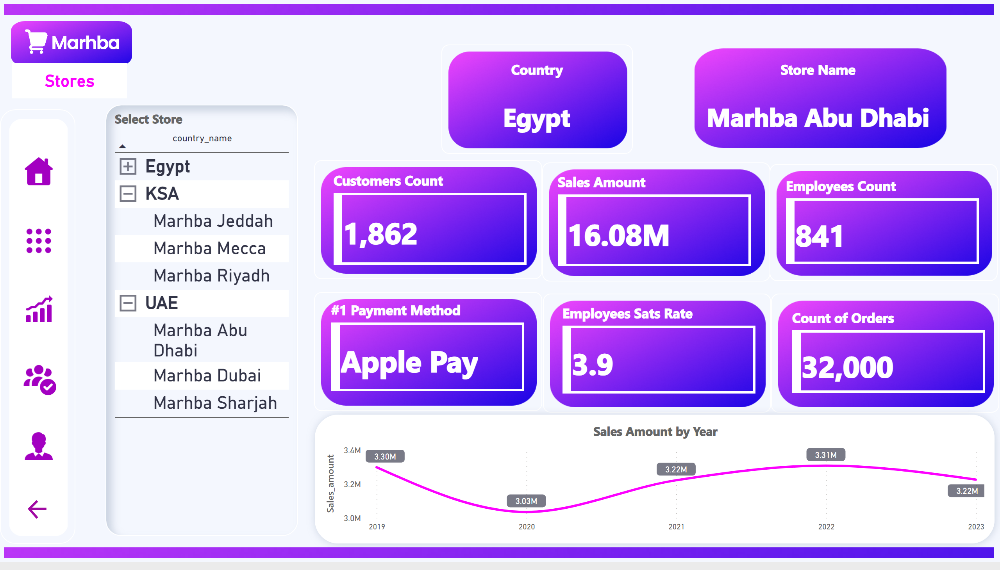 Marhba
Stores
Country
Egypt
Store Name
Marhba Abu Dhabi
Select Store
country_name
Egypt
KSA
Marhba Jeddah
Marhba Mecca
Marhba Riyadh
UAE
Marhba Abu
Dhabi
Marhba Dubai
Marhba Sharjah
Customers Count
1,862
Sales Amount
16.08M
Employees Count
841
#1 Payment Method
Apple Pay
Employees Sats Rate
3.9
Count of Orders
32,000
Sales Amount by Year
Sales_amount
3.4M
3.2M
3.0M
3.30M
3.03M
3.22M
3.31M
3.22M
2019
2020
2021
2022
2023